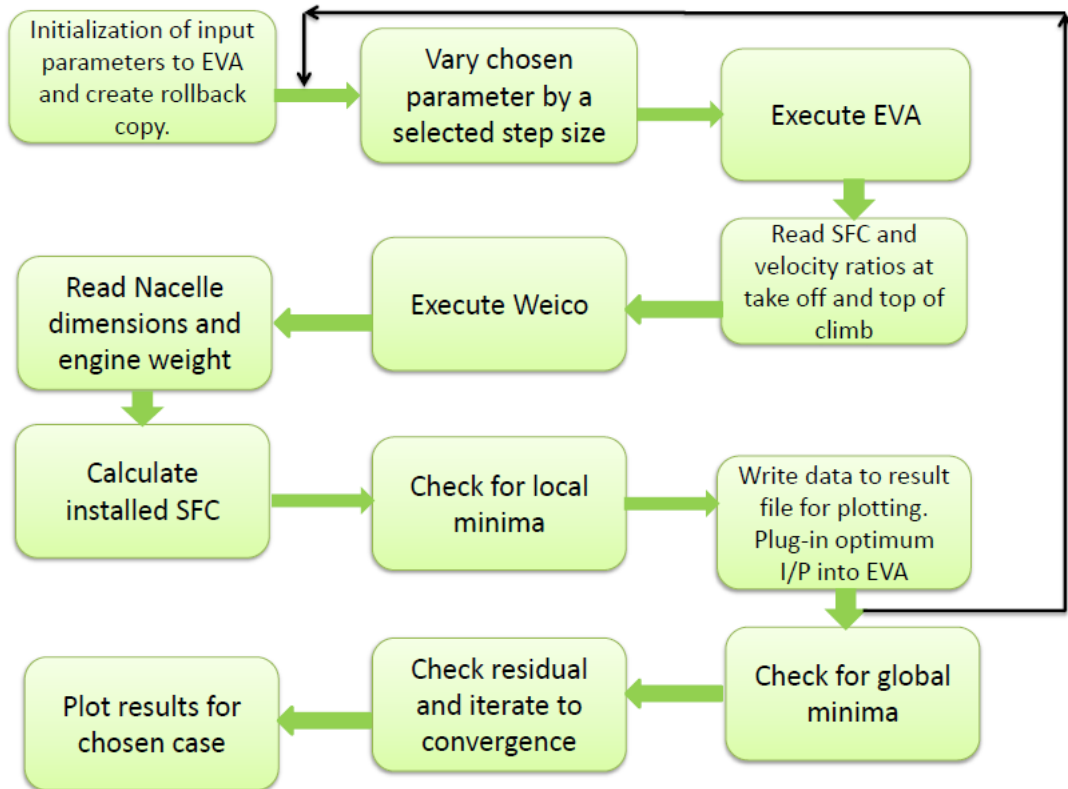 Initialization of input
parameters to EVA
and create rollback
copy.
Vary chosen
parameter by a
selected step size
Execute EVA
Read SFC and
velocity ratios at
take off and top of
climb
Execute Weico
Read Nacelle
dimensions and
engine weight
Calculate
installed SFC
Check for local
minima
Write data to result
file for plotting.
Plug-in optimum
I/P into EVA
Check for global
minima
Check residual
and iterate to
convergence
Plot results for
chosen case